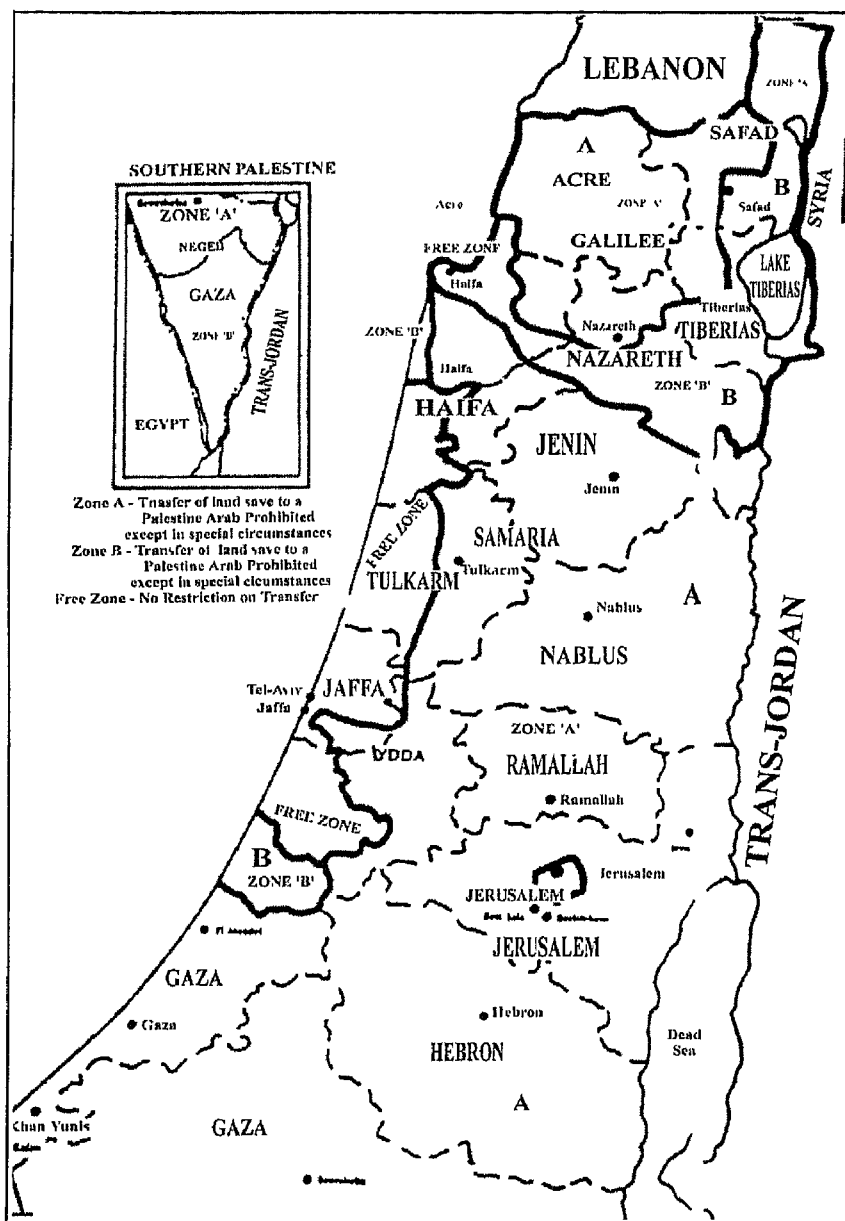 LEBANON
ZONE 'A'
SAFAD
A
ACRE
ZONE 'A'
Safad
B
SYRIA
Acre
FREE ZONE
GALILEE
LAKE
TIBERIAS
Haifa
Tiberias
TIBERIAS
ZONE 'B'
Nazareth
NAZARETH
Haifa
ZONE 'B'
B
HAIFA
JENIN
Jenin
FREE ZONE
SAMARIA
TULKARM
Tulkarm
Nablus
A
NABLUS
TRANS-JORDAN
Tel-Aviv
Jaffa
JAFFA
LYDDA
ZONE 'A'
RAMALLAH
Ramallah
FREE ZONE
B
ZONE 'B'
Jerusalem
JERUSALEM
JERUSALEM
GAZA
Gaza
Hebron
HEBRON
Dead
Sea
A
Chan Yunis
GAZA
SOUTHERN PALESTINE
ZONE 'A'
NEGEB
GAZA
ZONE 'B'
TRANS-JORDAN
EGYPT
Zone A - Trnasfer of land save to a
Palestine Arab Prohibited
except in special circumstances
Zone B - Transfer of land save to a
Palestine Arab Prohibited
except in special cicumstances
Free Zone - No Restriction on Transfer